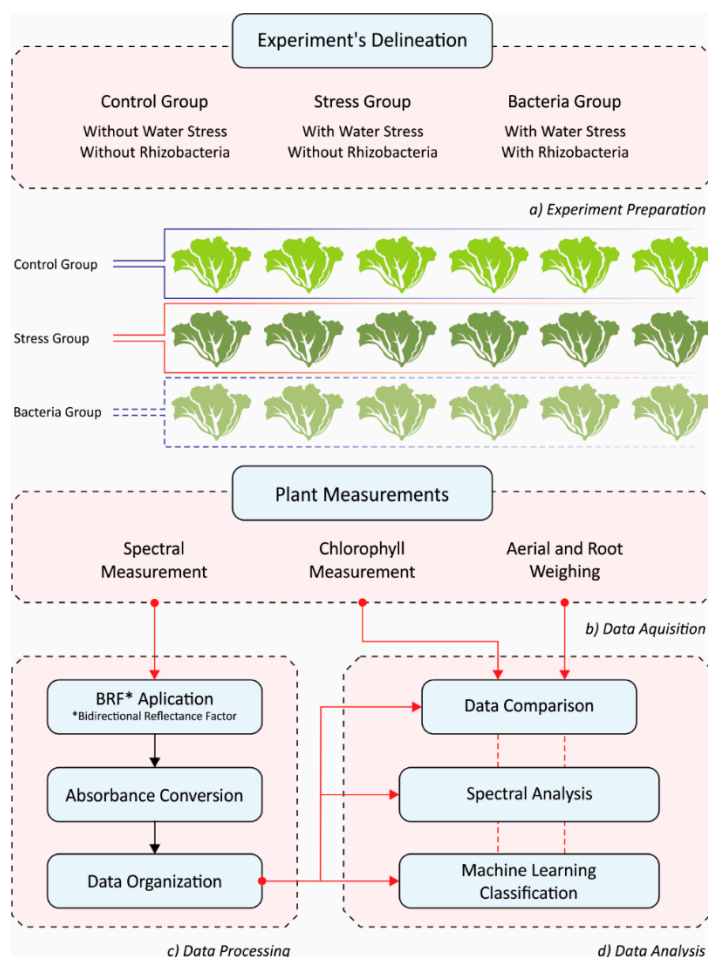 Experiment's Delineation
Control Group
Without Water Stress
Without Rhizobacteria
Stress Group
With Water Stress
Without Rhizobacteria
Bacteria Group
With Water Stress
With Rhizobacteria
a) Experiment Preparation
Control Group
Stress Group
Bacteria Group
Plant Measurements
Spectral
Measurement
Chlorophyll
Measurement
Aerial and Root
Weighing
b) Data Aquisition
BRF* Aplication
*Bidirectional Reflectance Factor
Absorbance Conversion
Data Organization
c) Data Processing
Data Comparison
Spectral Analysis
Machine Learning
Classification
d) Data Analysis